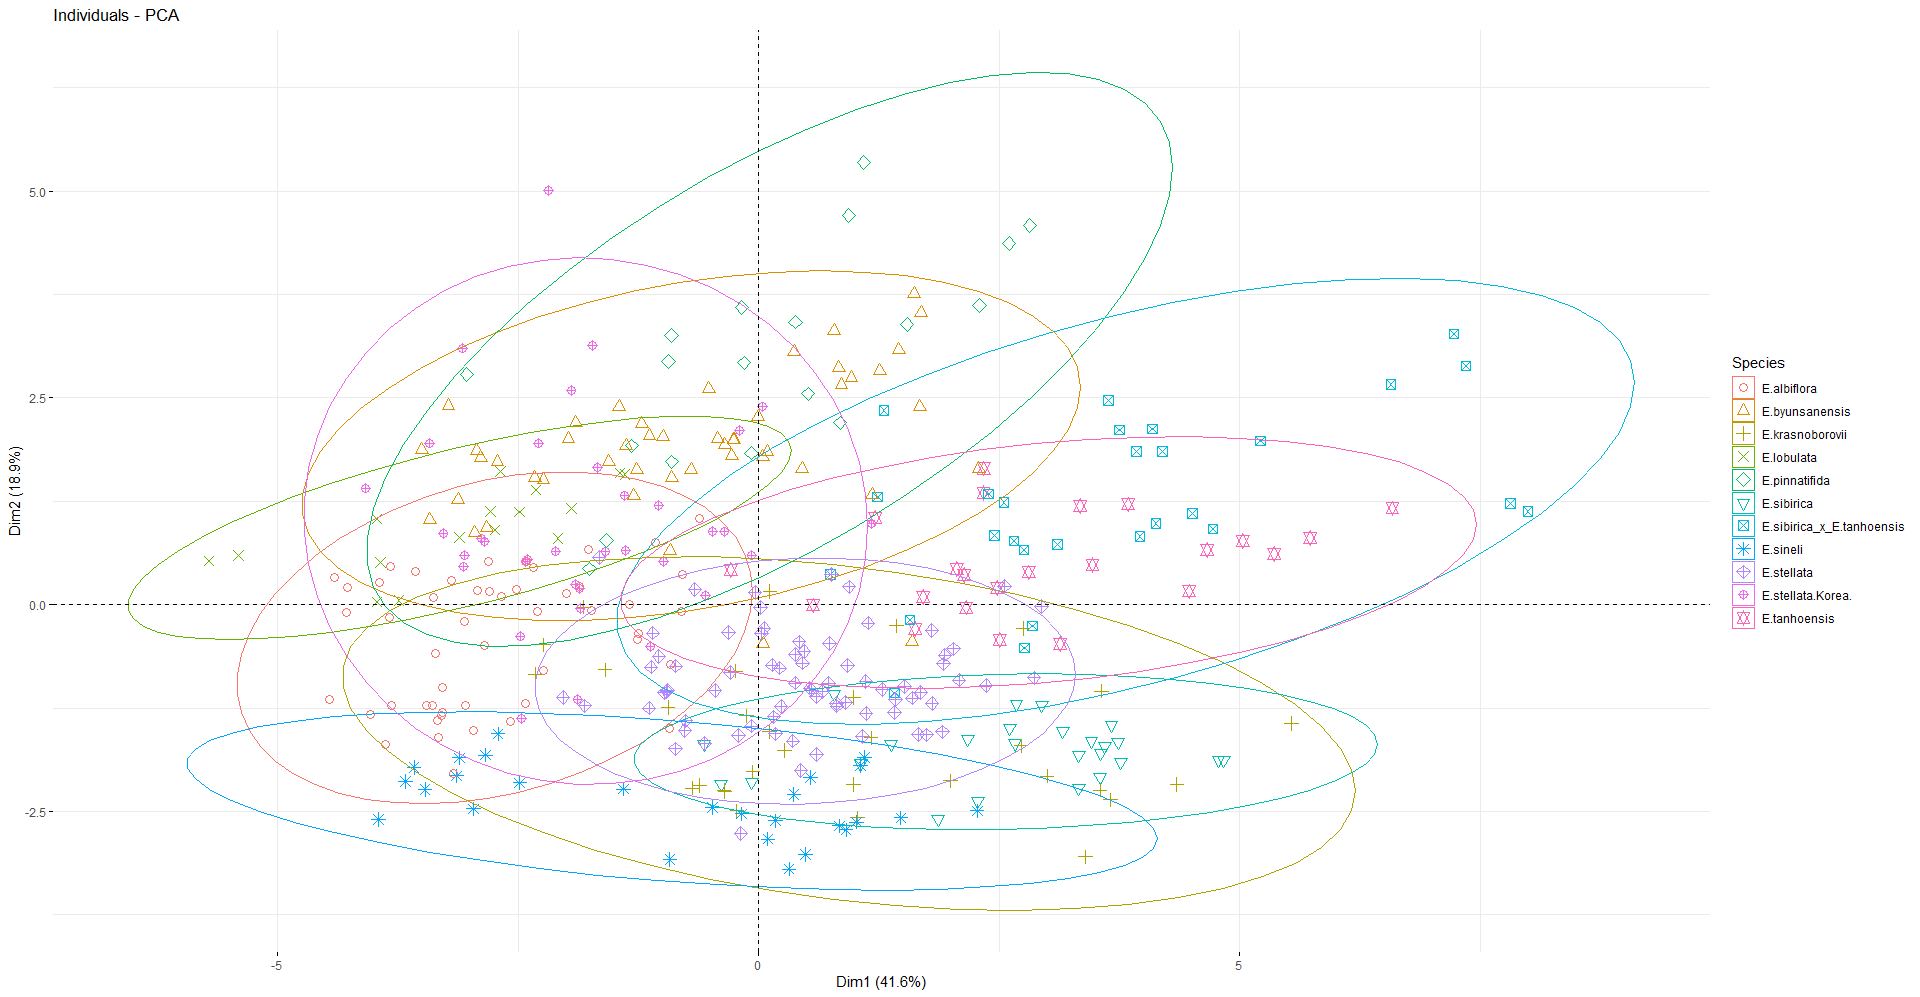 Individuals - PCA
5.0
2.5
0.0
-2.5
Dim2 (18.9%)
-5
0
5
Dim1 (41.6%)
Species
E.albiflora
E.byunsanensis
E.krasnoborovii
E.lobulata
E.pinnatifida
E.sibirica
E.sibirica_x_E.tanhoensis
E.sineli
E.stellata
E.stellata.Korea.
E.tanhoensis